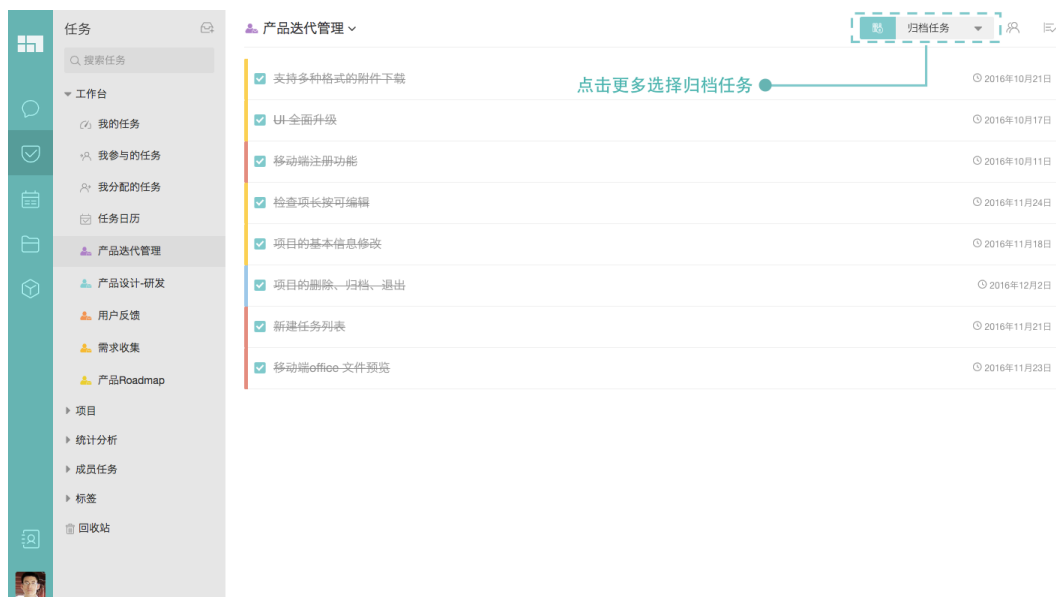 任务
搜索任务
工作台
我的任务
我参与的任务
我分配的任务
任务日历
产品迭代管理
产品设计-研发
用户反馈
需求收集
产品Roadmap
项目
统计分析
成员任务
标签
回收站
产品迭代管理
归档任务
点击更多选择归档任务
支持多种格式的附件下载 2016年10月21日
UI 全面升级 2016年10月17日
移动端注册功能 2016年10月11日
检查项长按可编辑 2016年11月24日
项目的基本信息修改 2016年11月18日
项目的删除、归档、退出 2016年12月2日
新建任务列表 2016年11月21日
移动端office 文件预览 2016年11月23日